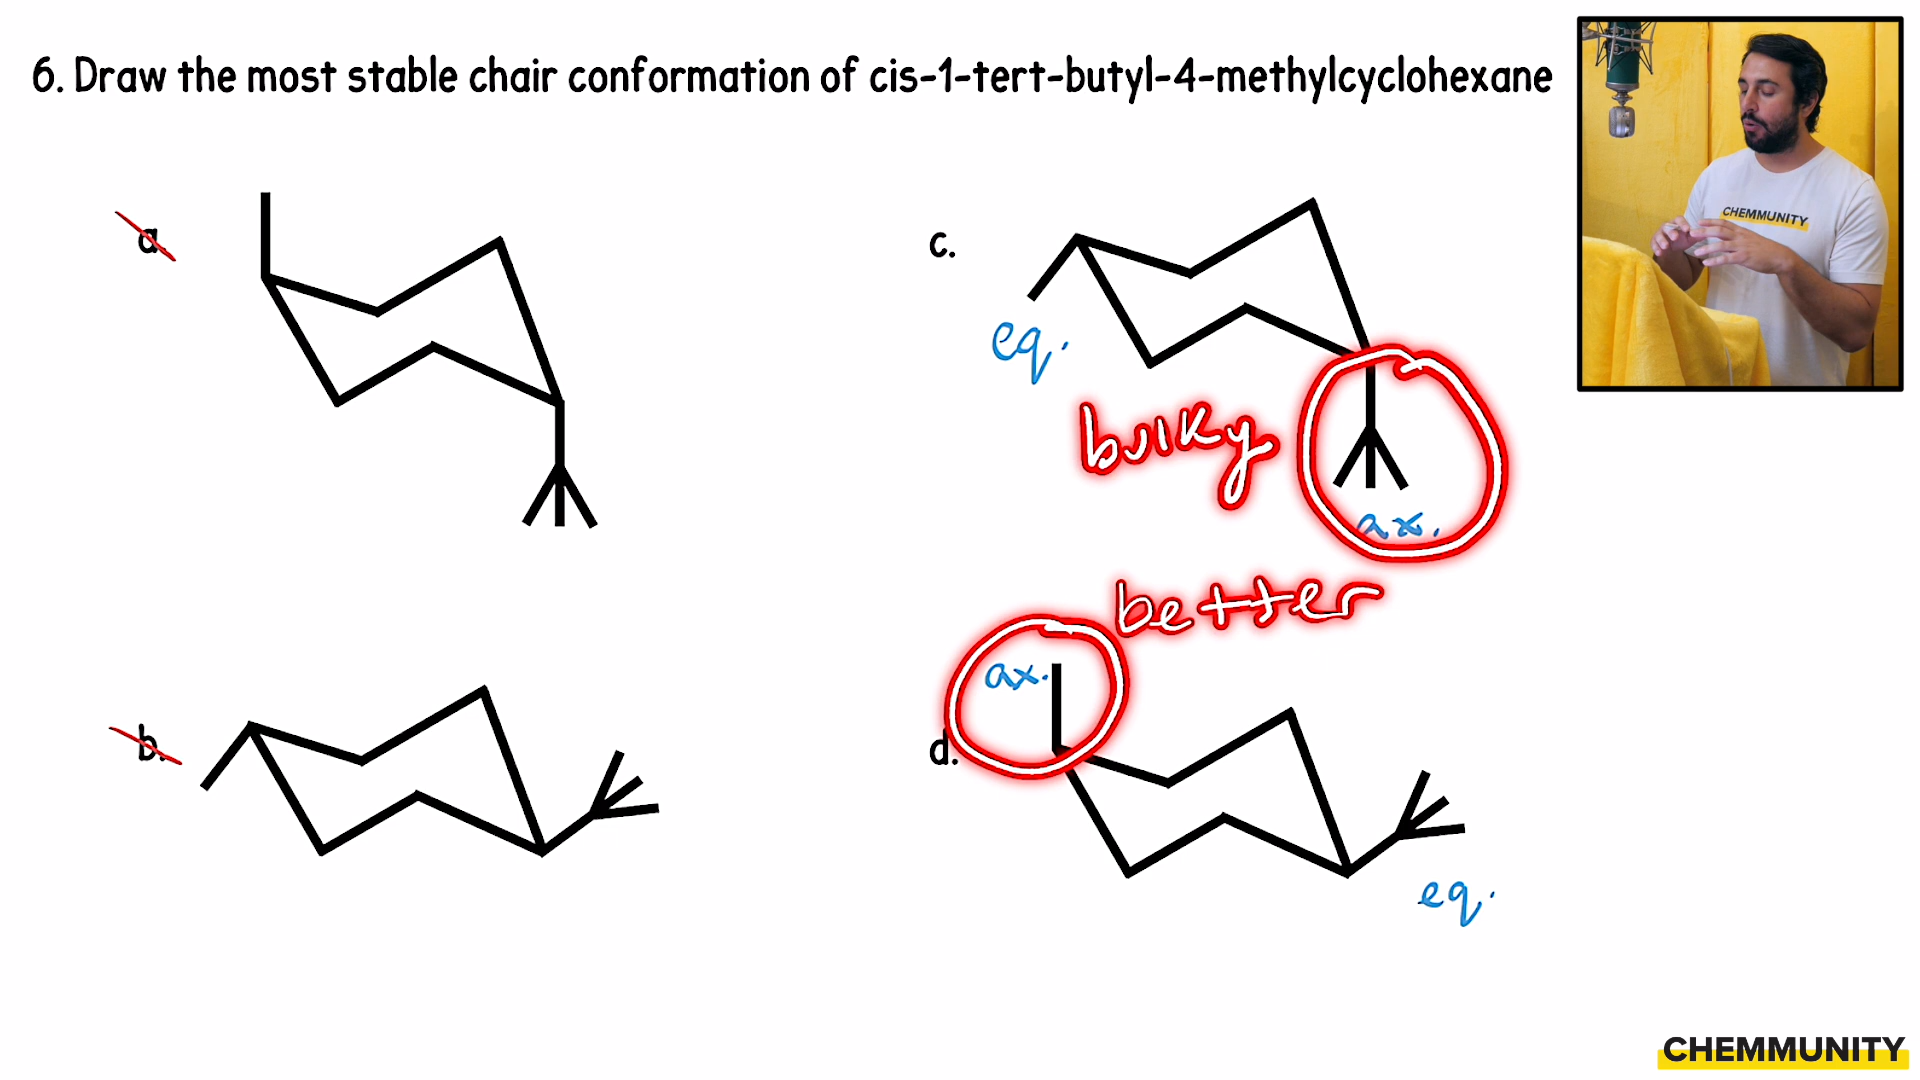 6. Draw the most stable chair conformation of cis-1-tert-butyl-4-methylcyclohexane
CHEMMUNITY
a.
c.
eq.
bulky
ax.
better
ax.
b.
d.
eq.
CHEMMUNITY